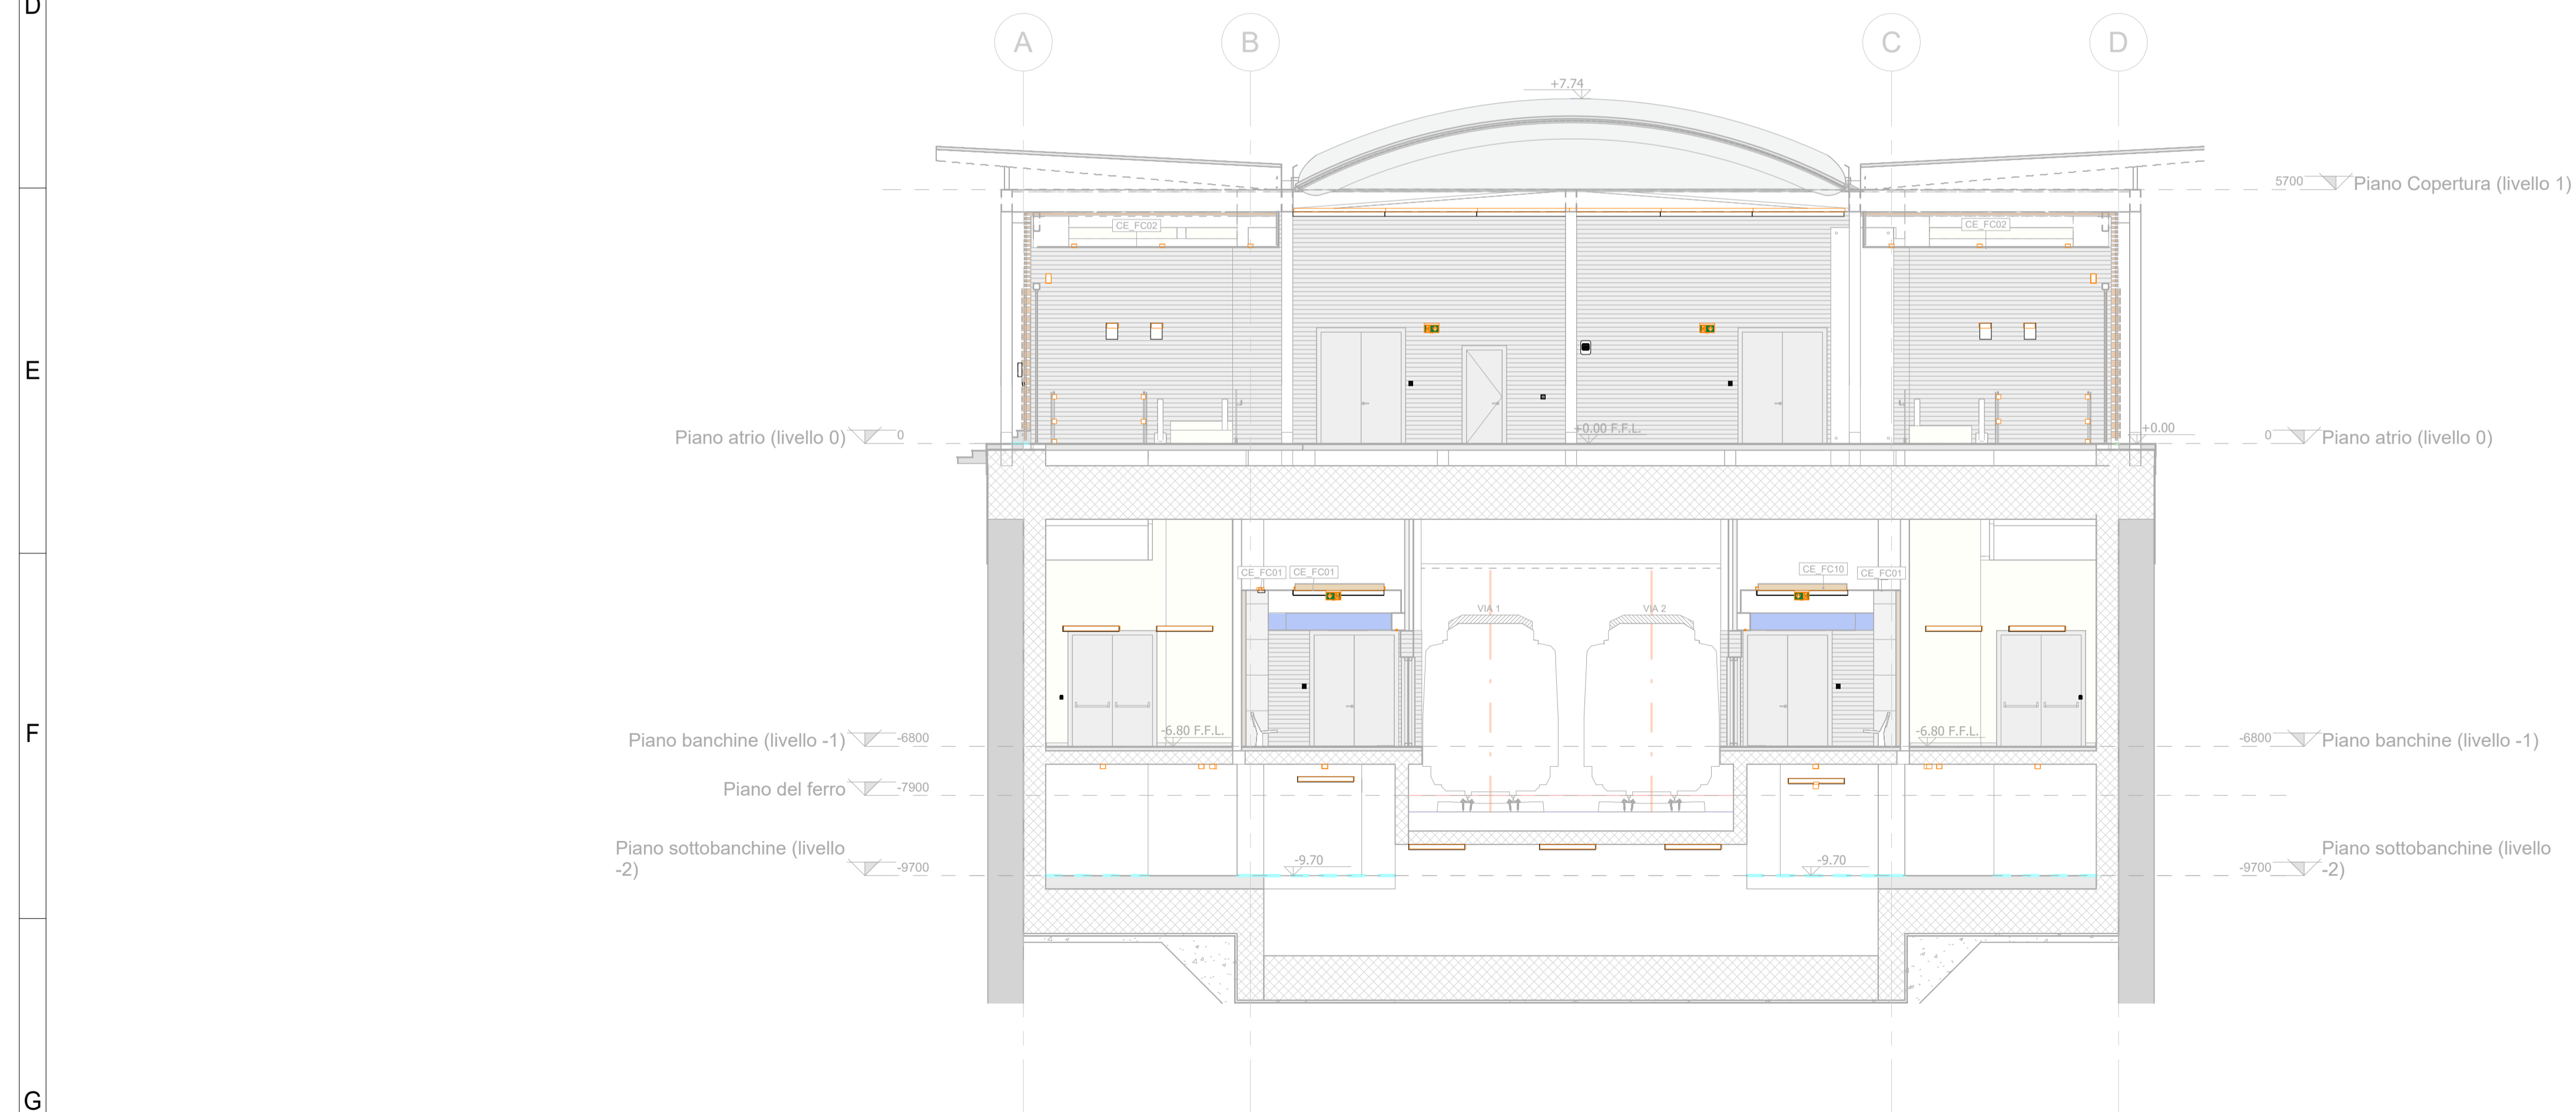 D
A
B
C
D
+7.74
5700
Piano Copertura (livello 1)
CE_FC02
CE_FC02
E
Piano atrio (livello 0)
0
+0.00 F.F.L.
+0.00
0
Piano atrio (livello 0)
CE_FC01
CE_FC01
CE_FC10
CE_FC01
VIA 1
VIA 2
F
Piano banchine (livello -1)
-6800
-6.80 F.F.L.
-6.80 F.F.L.
-6800
Piano banchine (livello -1)
Piano del ferro
-7900
Piano sottobanchine (livello
-2)
-9700
-9.70
-9.70
-9700
Piano sottobanchine (livello
-2)
G